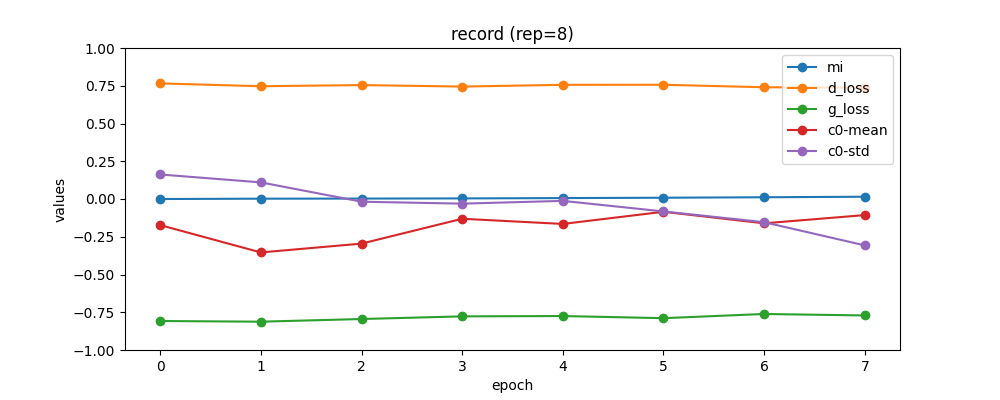 record (rep=8)
1.00
0.75
0.50
0.25
0.00
−0.25
−0.50
−0.75
−1.00
values
mi
d_loss
g_loss
c0-mean
c0-std
0 1 2 3 4 5 6 7
epoch